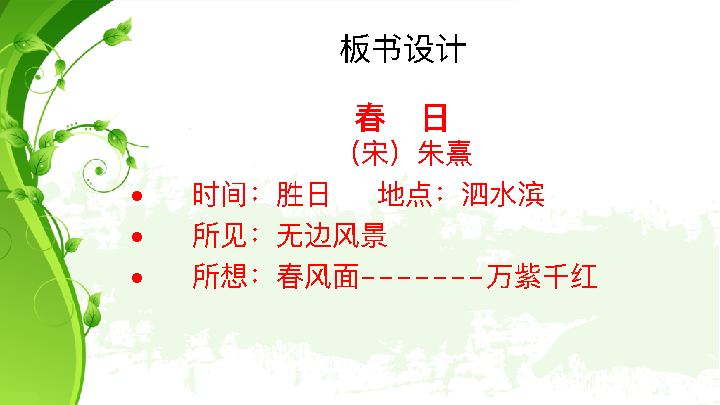 板书设计
春 日
（宋）朱熹
• 时间：胜日 地点：泗水滨
• 所见：无边风景
• 所想：春风面-------万紫千红